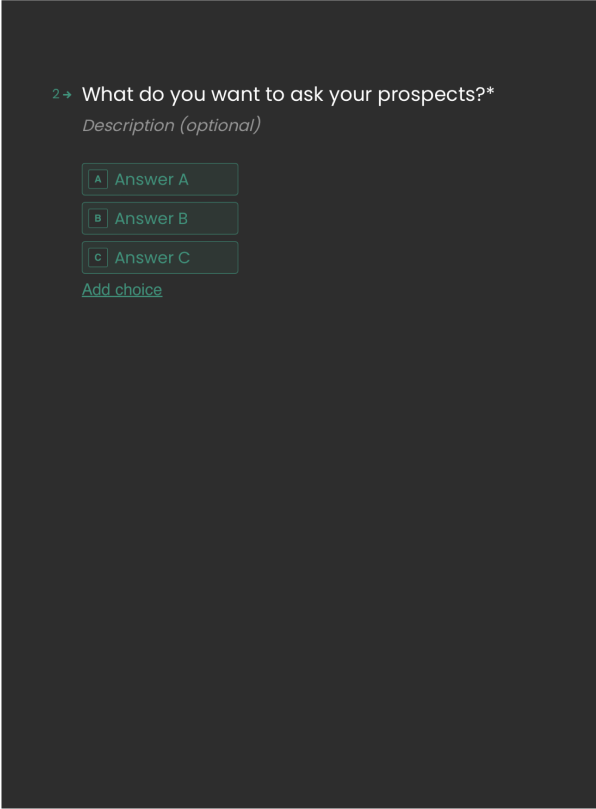 2→ What do you want to ask your prospects?*
Description (optional)
A Answer A
B Answer B
C Answer C
Add choice